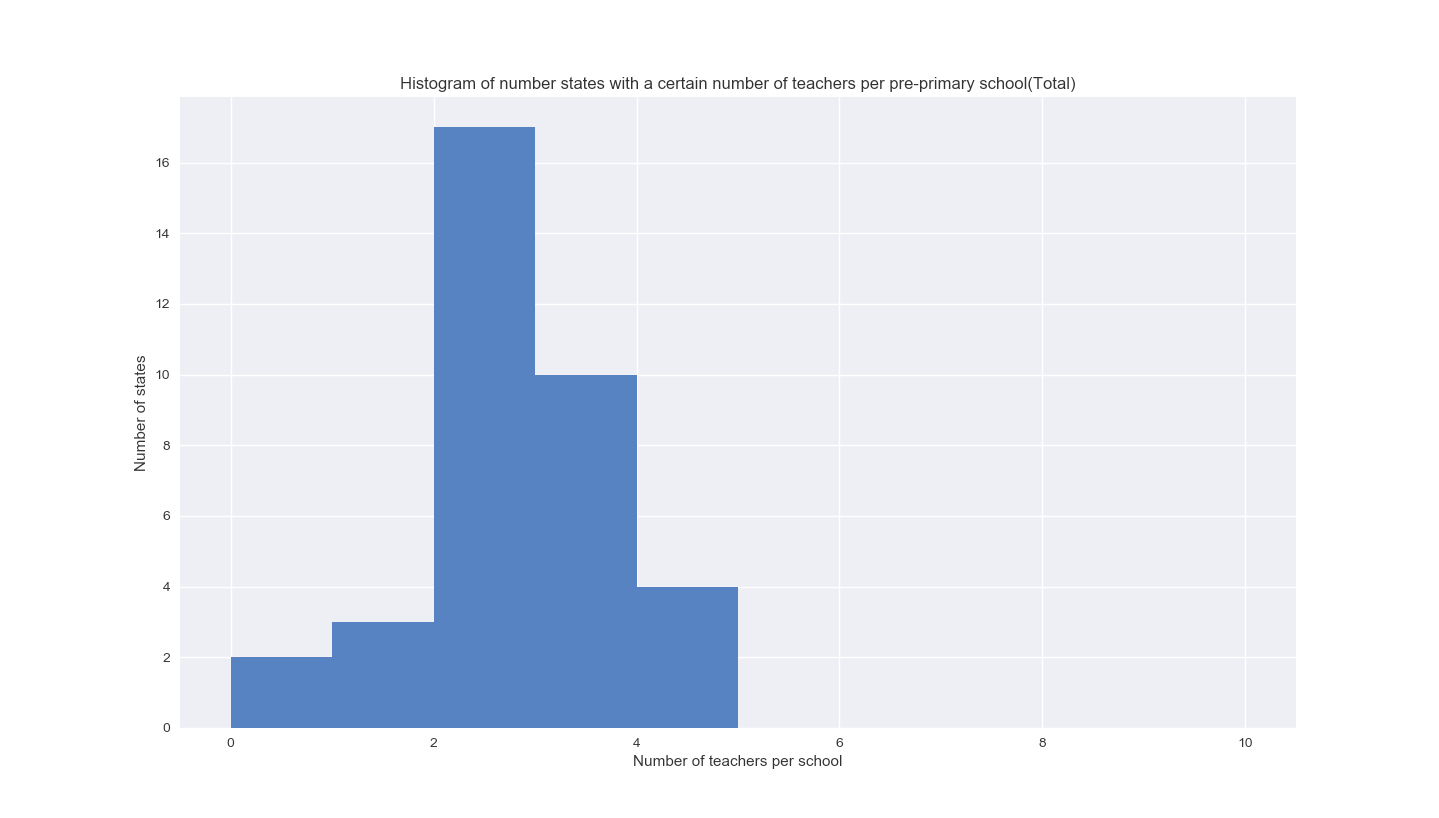 Histogram of number states with a certain number of teachers per pre-primary school(Total)
16
14
12
10
8
6
4
2
0
Number of states
0 2 4 6 8 10
Number of teachers per school